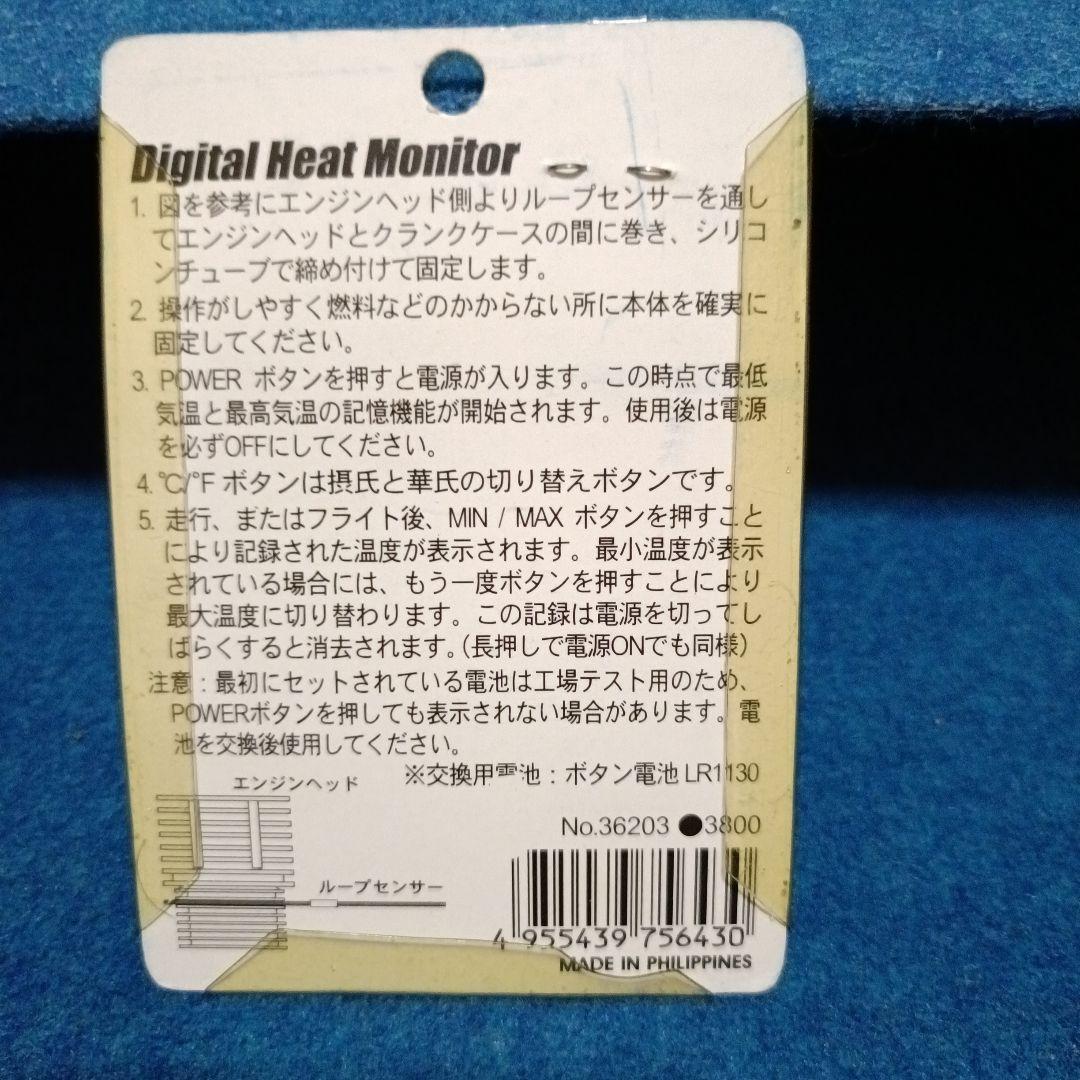 Digital Heat Monitor
1. 図を参考にエンジンヘッド側よりループセンサーを通し
てエンジンヘッドとクランクケースの間に巻き、シリコ
ンチューブで締め付けて固定します。
2. 操作がしやすく燃料などのかからない所に本体を確実に
固定してください。
3. POWER ボタンを押すと電源が入ります。この時点で最低
気温と最高気温の記憶機能が開始されます。使用後は電源
を必ずOFFにしてください。
4. ℃/°F ボタンは摂氏と華氏の切り替えボタンです。
5. 走行、またはフライト後、MIN / MAX ボタンを押すこと
により記録された温度が表示されます。最小温度が表示
されている場合には、もう一度ボタンを押すことにより
最大温度に切り替わります。この記録は電源を切ってし
ばらくすると消去されます。(長押しで電源ONでも同様)
注意：最初にセットされている電池は工場テスト用のため、
POWERボタンを押しても表示されない場合があります。電
池を交換後使用してください。
※交換用電池：ボタン電池 LR1130
エンジンヘッド
No.36203 ●3800
ループセンサー
4 955439 756430
MADE IN PHILIPPINES